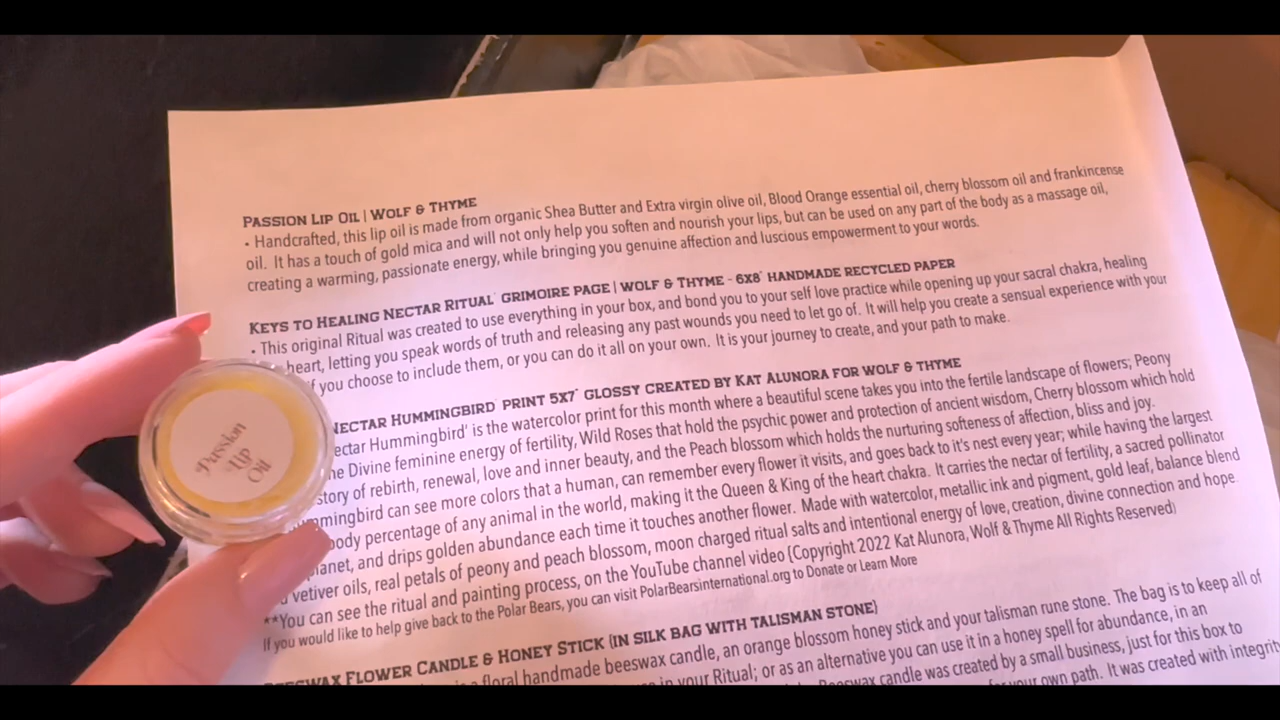 PASSION LIP OIL | WOLF & THYME
• Handcrafted, this lip oil is made from organic Shea Butter and Extra virgin olive oil, Blood Orange essential oil, cherry blossom oil and frankincense
oil. It has a touch of gold mica and will not only help you soften and nourish your lips, but can be used on any part of the body as a massage oil,
creating a warming, passionate energy, while bringing you genuine affection and luscious empowerment to your words.
KEYS TO HEALING NECTAR RITUAL' GRIMOIRE PAGE | WOLF & THYME - 6X8" HANDMADE RECYCLED PAPER
• This original Ritual was created to use everything in your box, and bond you to your self love practice while opening up your sacral chakra, healing
heart, letting you speak words of truth and releasing any past wounds you need to let go of. It will help you create a sensual experience with your
if you choose to include them, or you can do it all on your own. It is your journey to create, and your path to make.
NECTAR HUMMINGBIRD' PRINT 5X7" GLOSSY CREATED BY KAT ALUNORA FOR WOLF & THYME
Nectar Hummingbird' is the watercolor print for this month where a beautiful scene takes you into the fertile landscape of flowers; Peony
the Divine feminine energy of fertility, Wild Roses that hold the psychic power and protection of ancient wisdom, Cherry blossom which hold
story of rebirth, renewal, love and inner beauty, and the Peach blossom which holds the nurturing softeness of affection, bliss and joy.
mmingbird can see more colors that a human, can remember every flower it visits, and goes back to it's nest every year; while having the largest
body percentage of any animal in the world, making it the Queen & King of the heart chakra. It carries the nectar of fertility, a sacred pollinator
planet, and drips golden abundance each time it touches another flower. Made with watercolor, metallic ink and pigment, gold leaf, balance blend
vetiver oils, real petals of peony and peach blossom, moon charged ritual salts and intentional energy of love, creation, divine connection and hope.
**You can see the ritual and painting process, on the YouTube channel video (Copyright 2022 Kat Alunora, Wolf & Thyme All Rights Reserved)
If you would like to help give back to the Polar Bears, you can visit PolarBearsinternational.org to Donate or Learn More
BEESWAX FLOWER CANDLE & HONEY STICK (IN SILK BAG WITH TALISMAN STONE)
floral handmade beeswax candle, an orange blossom honey stick and your talisman rune stone. The bag is to keep all of
in your Ritual; or as an alternative you can use it in a honey spell for abundance, in an
Beeswax candle was created by a small business, just for this box to
your own path. It was created with integrity
Passion
LIP
Oil